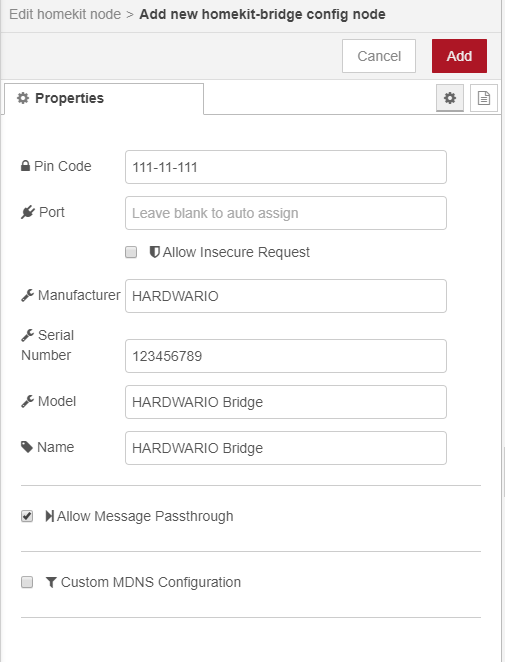 Edit homekit node > Add new homekit-bridge config node
Cancel
Add
Properties
Pin Code
111-11-111
Port
Leave blank to auto assign
Allow Insecure Request
Manufacturer
HARDWARIO
Serial
Number
123456789
Model
HARDWARIO Bridge
Name
HARDWARIO Bridge
Allow Message Passthrough
Custom MDNS Configuration